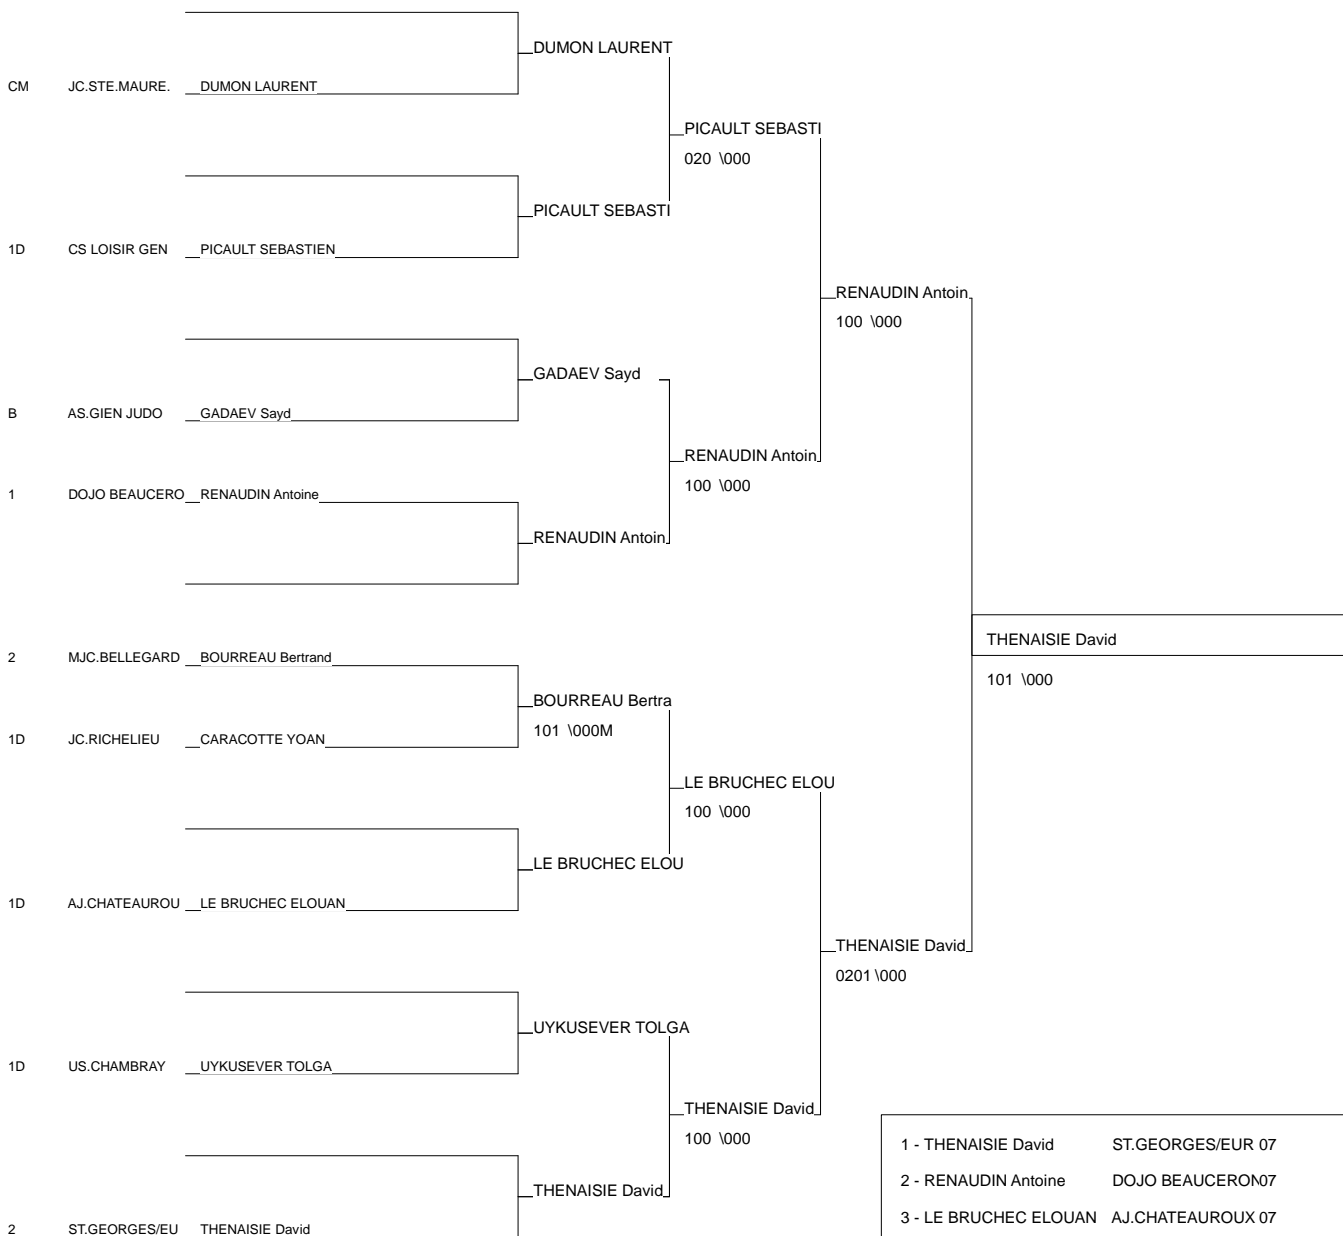 DUMON LAURENT
CM JC.STE.MAURE. DUMON LAURENT
PICAULT SEBASTI
020 \000
PICAULT SEBASTI
1D CS LOISIR GEN PICAULT SEBASTIEN
RENAUDIN Antoin
100 \000
GADAEV Sayd
B AS.GIEN JUDO GADAEV Sayd
RENAUDIN Antoin
100 \000
1 DOJO BEAUCERO RENAUDIN Antoine
RENAUDIN Antoin
THENAISIE David
101 \000
2 MJC.BELLEGARD BOURREAU Bertrand
BOURREAU Bertra
101 \000M
1D JC.RICHELIEU CARACOTTE YOAN
LE BRUCHEC ELOU
100 \000
LE BRUCHEC ELOU
1D AJ.CHATEAUROU LE BRUCHEC ELOUAN
THENAISIE David
0201 \000
UYKUSEVER TOLGA
1D US.CHAMBRAY UYKUSEVER TOLGA
THENAISIE David
100 \000
THENAISIE David
2 ST.GEORGES/EU THENAISIE David
1 - THENAISIE David ST.GEORGES/EUR 07
2 - RENAUDIN Antoine DOJO BEAUCERON07
3 - LE BRUCHEC ELOUAN AJ.CHATEAUROUX 07